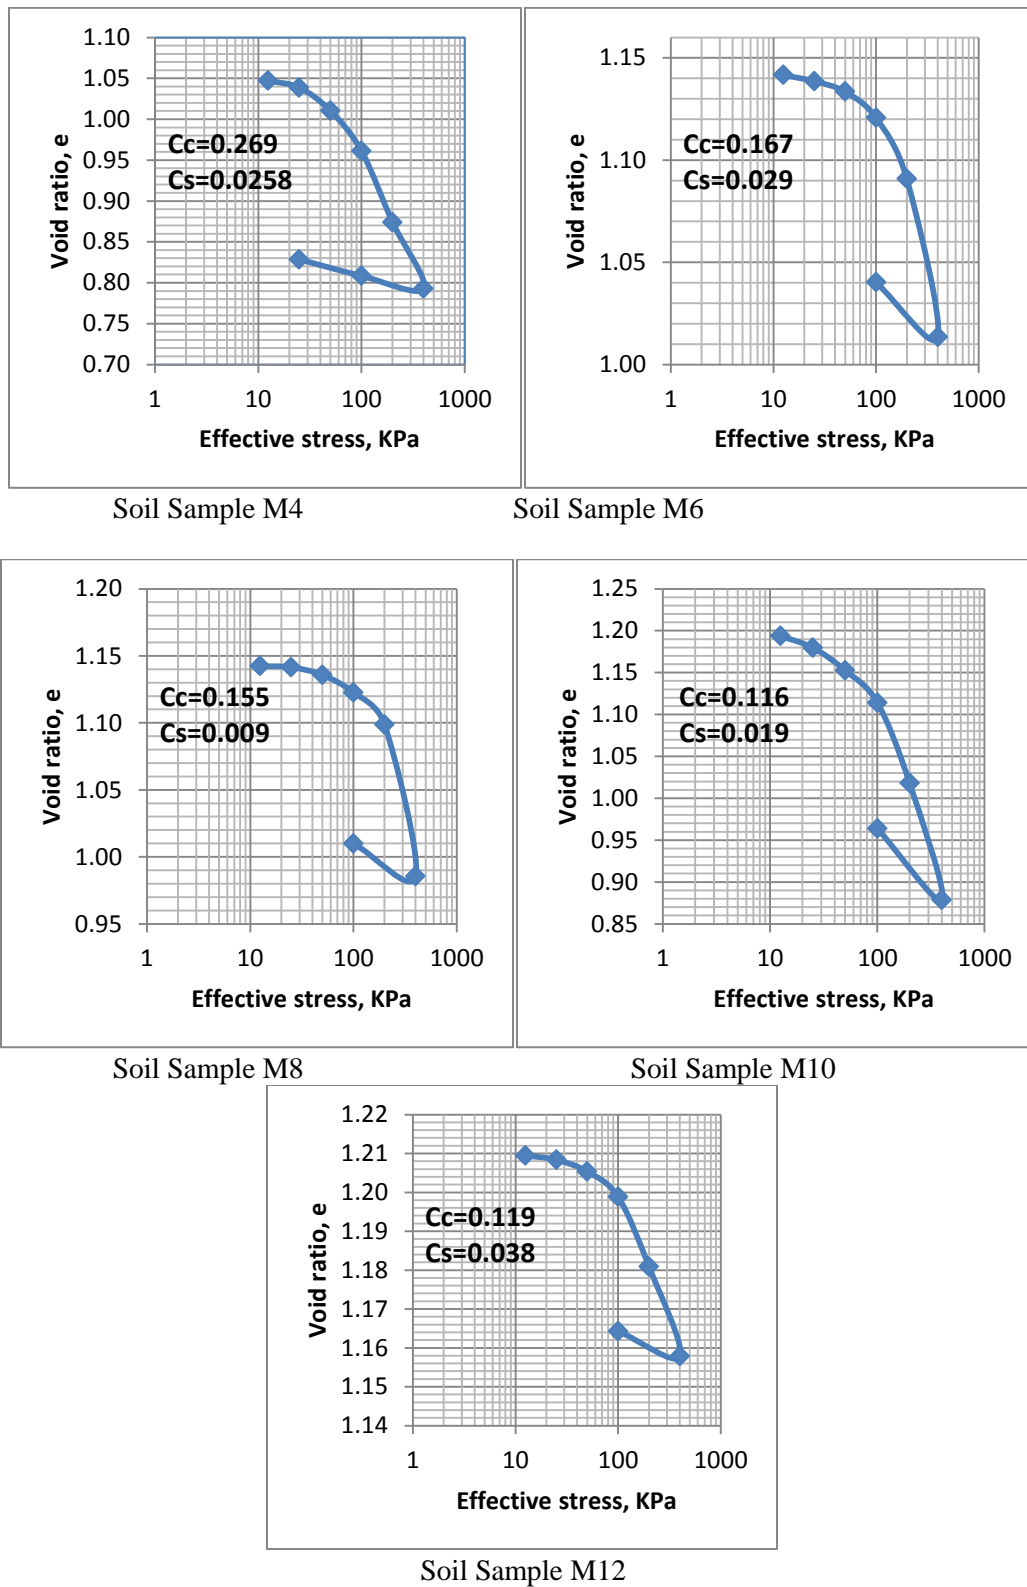 1.10
1.05
1.00
0.95
0.90
0.85
0.80
0.75
0.70
Void ratio, e
Cc=0.269
Cs=0.0258
1 10 100 1000
Effective stress, KPa
1.15
1.10
1.05
1.00
Void ratio, e
Cc=0.167
Cs=0.029
1 10 100 1000
Effective stress, KPa
Soil Sample M4 Soil Sample M6
1.20
1.15
1.10
1.05
1.00
0.95
Void ratio, e
Cc=0.155
Cs=0.009
1 10 100 1000
Effective stress, KPa
1.25
1.20
1.15
1.10
1.05
1.00
0.95
0.90
0.85
Void ratio, e
Cc=0.116
Cs=0.019
1 10 100 1000
Effective stress, KPa
Soil Sample M8 Soil Sample M10
1.22
1.21
1.20
1.19
1.18
1.17
1.16
1.15
1.14
Void ratio, e
Cc=0.119
Cs=0.038
1 10 100 1000
Effective stress, KPa
Soil Sample M12